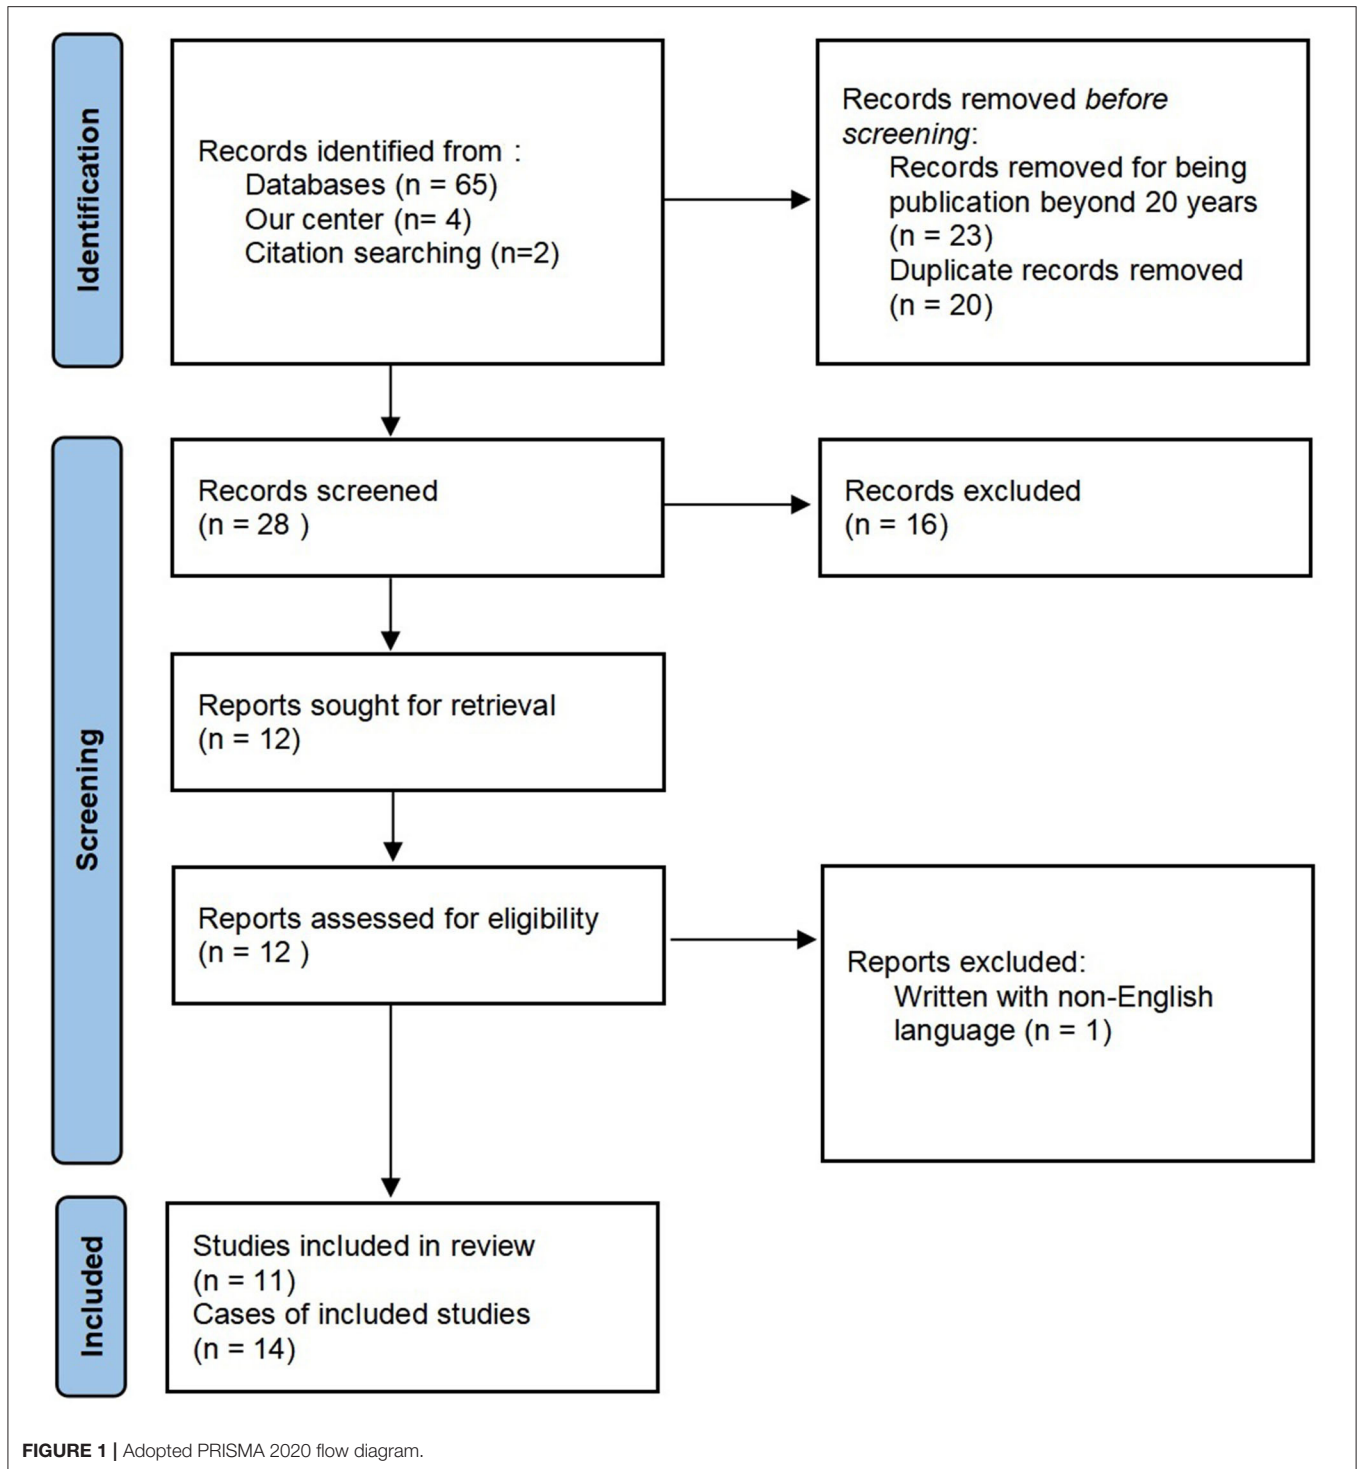 Identification
Records identified from :
Databases (n = 65)
Our center (n= 4)
Citation searching (n=2)
Records removed before
screening:
Records removed for being
publication beyond 20 years
(n = 23)
Duplicate records removed
(n = 20)
Screening
Records screened
(n = 28 )
Records excluded
(n = 16)
Reports sought for retrieval
(n = 12)
Reports assessed for eligibility
(n = 12 )
Reports excluded:
Written with non-English
language (n = 1)
Included
Studies included in review
(n = 11)
Cases of included studies
(n = 14)
FIGURE 1 | Adopted PRISMA 2020 flow diagram.